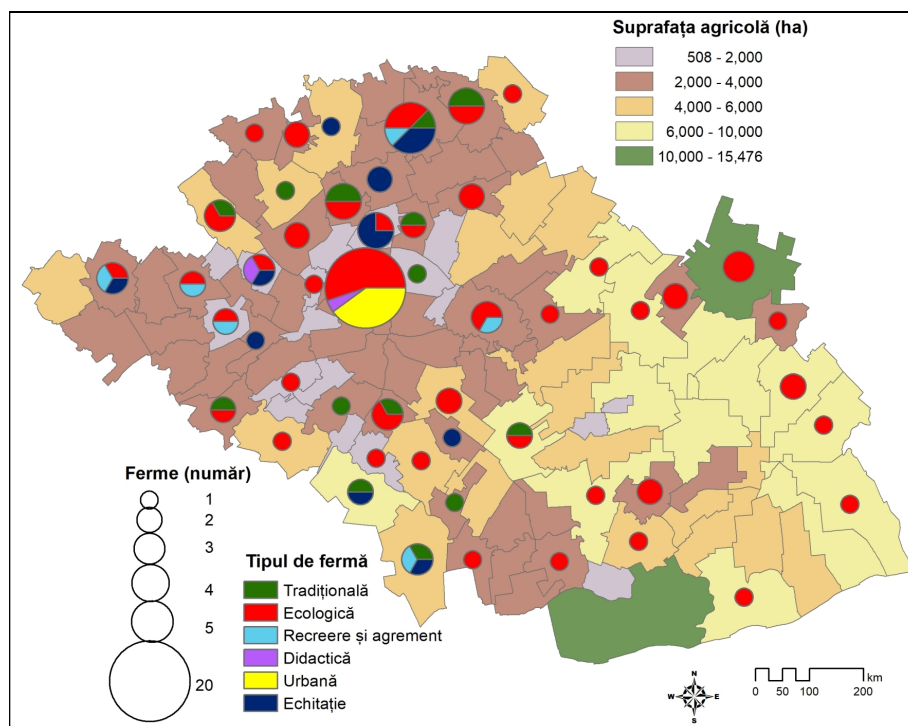 Suprafața agricolă (ha)
508 - 2,000
2,000 - 4,000
4,000 - 6,000
6,000 - 10,000
10,000 - 15,476
Ferme (număr)
1
2
3
4
5
20
Tipul de fermă
Tradițională
Ecologică
Recreere și agrement
Didactică
Urbană
Echitație
N
W E
S
0 25 50 100 200
km